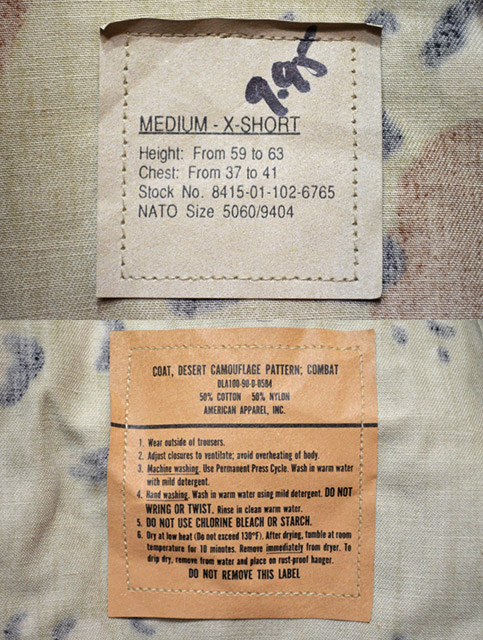 9.95
MEDIUM - X-SHORT
Height: From 59 to 63
Chest: From 37 to 41
Stock No. 8415-01-102-6765
NATO Size 5060/9404
COAT, DESERT CAMOUFLAGE PATTERN; COMBAT
DLA100-90-D-0584
50% COTTON 50% NYLON
AMERICAN APPAREL, INC.
1. Wear outside of trousers.
2. Adjust closures to ventilate; avoid overheating of body.
3. Machine washing. Use Permanent Press Cycle. Wash in warm water
with mild detergent.
4. Hand washing. Wash in warm water using mild detergent. DO NOT
WRING OR TWIST. Rinse in clean warm water.
5. DO NOT USE CHLORINE BLEACH OR STARCH.
6. Dry at low heat (Do not exceed 130°F). After drying, tumble at room
temperature for 10 minutes. Remove immediately from dryer. To
drip dry, remove from water and place on rust-proof hanger.
DO NOT REMOVE THIS LABEL